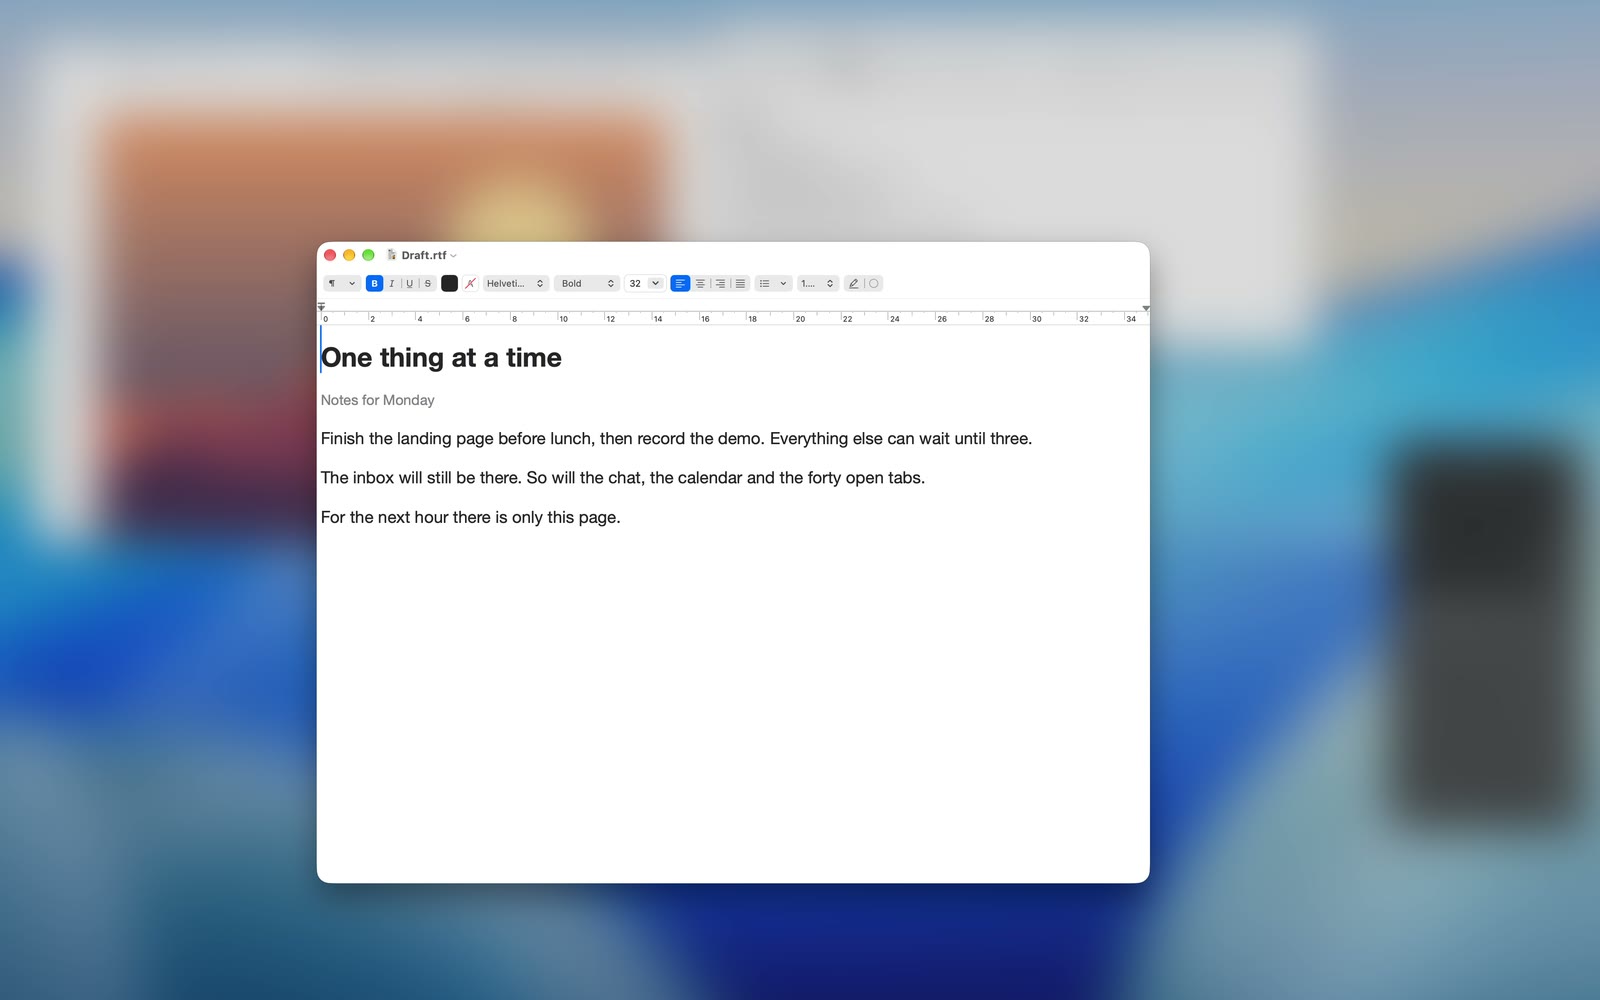 Draft.rtf
¶ B I U S A Helveti... Bold 32 1....
0 2 4 6 8 10 12 14 16 18 20 22 24 26 28 30 32 34
One thing at a time
Notes for Monday
Finish the landing page before lunch, then record the demo. Everything else can wait until three.
The inbox will still be there. So will the chat, the calendar and the forty open tabs.
For the next hour there is only this page.